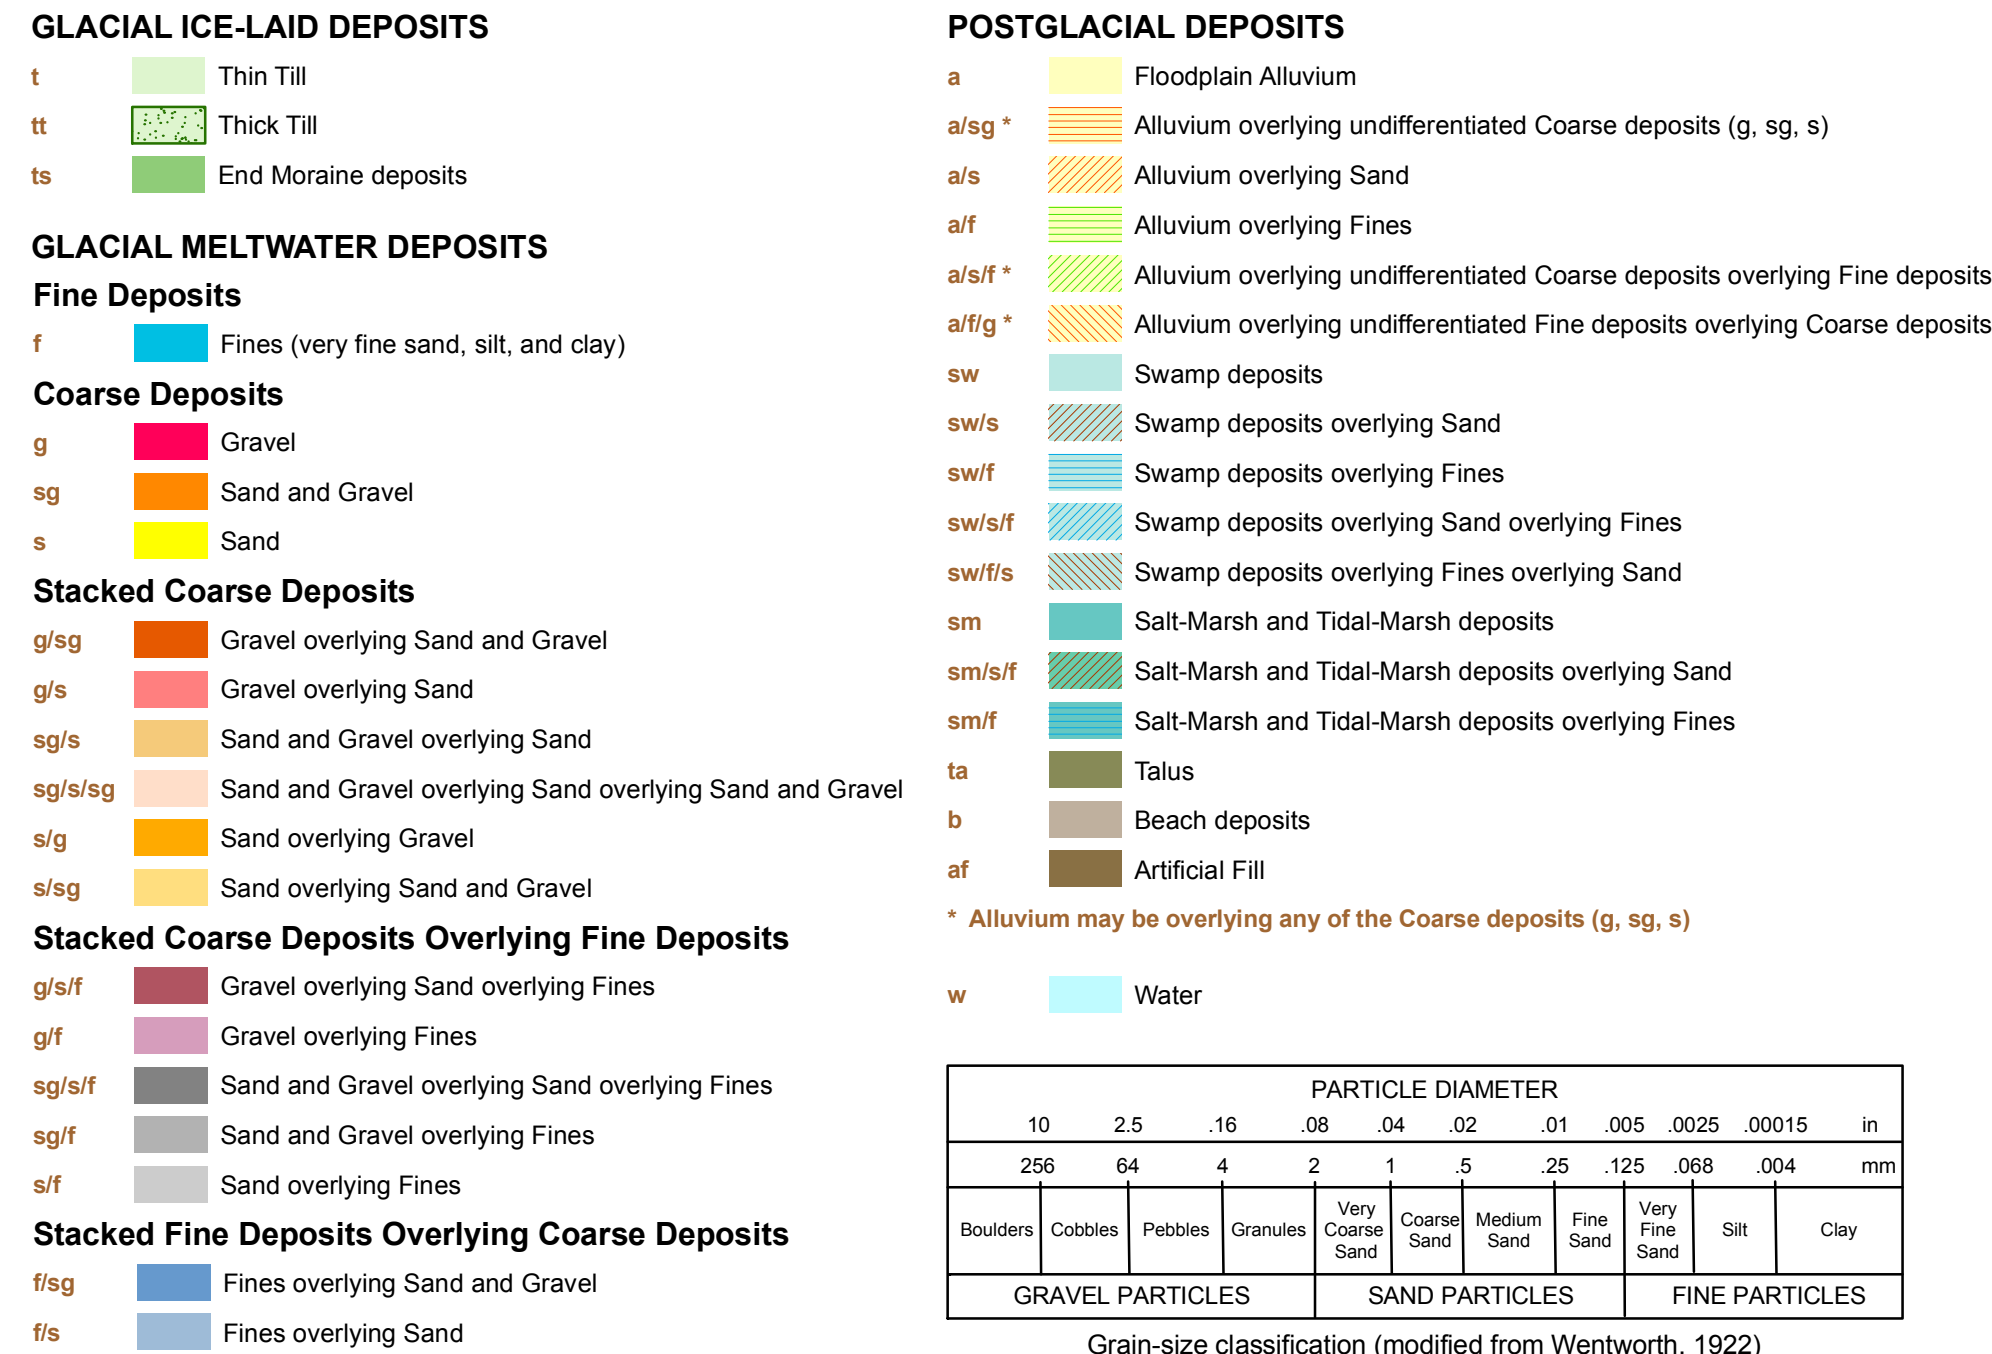 GLACIAL ICE-LAID DEPOSITS
t Thin Till
tt Thick Till
ts End Moraine deposits
GLACIAL MELTWATER DEPOSITS
Fine Deposits
f Fines (very fine sand, silt, and clay)
Coarse Deposits
g Gravel
sg Sand and Gravel
s Sand
Stacked Coarse Deposits
g/sg Gravel overlying Sand and Gravel
g/s Gravel overlying Sand
sg/s Sand and Gravel overlying Sand
sg/s/sg Sand and Gravel overlying Sand overlying Sand and Gravel
s/g Sand overlying Gravel
s/sg Sand overlying Sand and Gravel
Stacked Coarse Deposits Overlying Fine Deposits
g/s/f Gravel overlying Sand overlying Fines
g/f Gravel overlying Fines
sg/s/f Sand and Gravel overlying Sand overlying Fines
sg/f Sand and Gravel overlying Fines
s/f Sand overlying Fines
Stacked Fine Deposits Overlying Coarse Deposits
f/sg Fines overlying Sand and Gravel
f/s Fines overlying Sand
POSTGLACIAL DEPOSITS
a Floodplain Alluvium
a/sg * Alluvium overlying undifferentiated Coarse deposits (g, sg, s)
a/s Alluvium overlying Sand
a/f Alluvium overlying Fines
a/s/f * Alluvium overlying undifferentiated Coarse deposits overlying Fine deposits
a/f/g * Alluvium overlying undifferentiated Fine deposits overlying Coarse deposits
sw Swamp deposits
sw/s Swamp deposits overlying Sand
sw/f Swamp deposits overlying Fines
sw/s/f Swamp deposits overlying Sand overlying Fines
sw/f/s Swamp deposits overlying Fines overlying Sand
sm Salt-Marsh and Tidal-Marsh deposits
sm/s/f Salt-Marsh and Tidal-Marsh deposits overlying Sand
sm/f Salt-Marsh and Tidal-Marsh deposits overlying Fines
ta Talus
b Beach deposits
af Artificial Fill
* Alluvium may be overlying any of the Coarse deposits (g, sg, s)
w Water
PARTICLE DIAMETER
10 2.5 .16 .08 .04 .02 .01 .005 .0025 .00015 in
256 64 4 2 1 .5 .25 .125 .068 .004 mm
Boulders Cobbles Pebbles Granules Very Coarse Sand Coarse Sand Medium Sand Fine Sand Very Fine Sand Silt Clay
GRAVEL PARTICLES SAND PARTICLES FINE PARTICLES
Grain-size classification (modified from Wentworth, 1922)